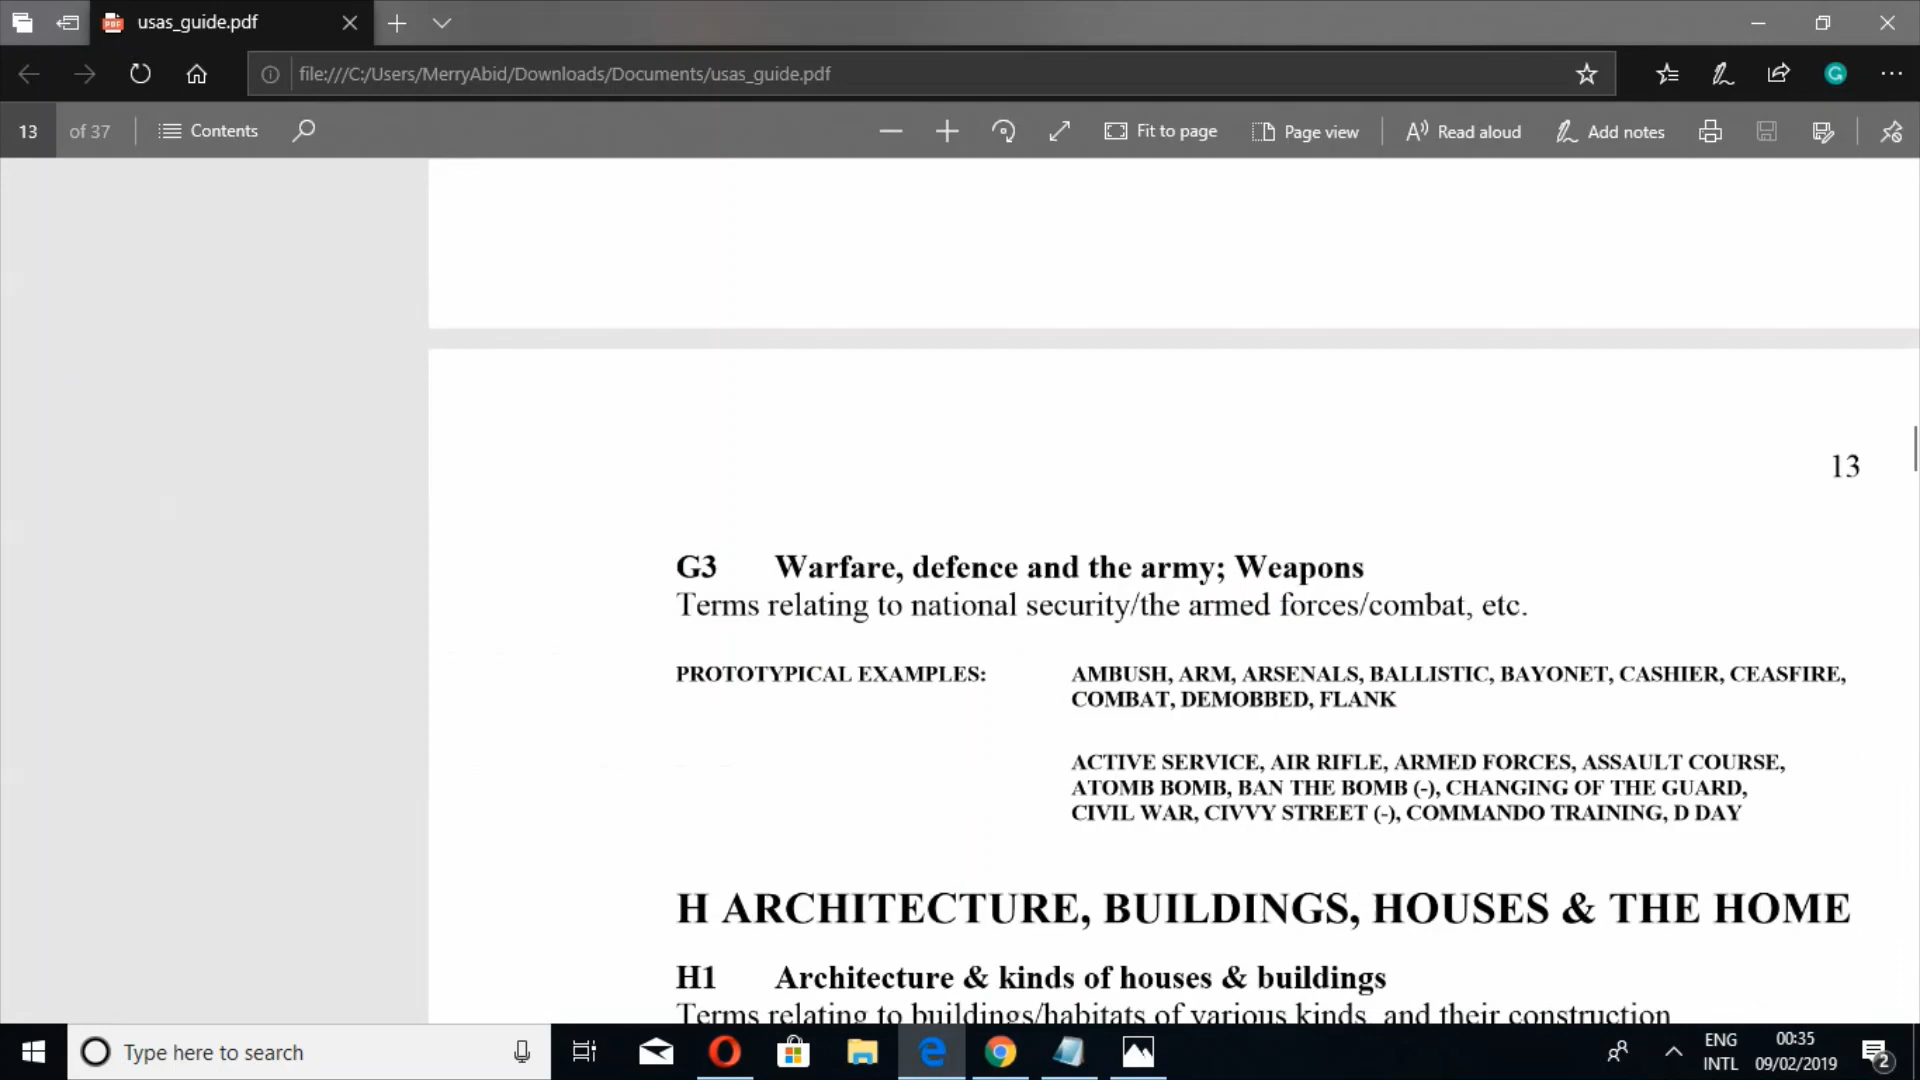 usas_guide.pdf
file:///C:/Users/MerryAbid/Downloads/Documents/usas_guide.pdf
13 of 37 Contents Fit to page Page view Read aloud Add notes
13
G3 Warfare, defence and the army; Weapons
Terms relating to national security/the armed forces/combat, etc.
PROTOTYPICAL EXAMPLES: AMBUSH, ARM, ARSENALS, BALLISTIC, BAYONET, CASHIER, CEASFIRE,
COMBAT, DEMOBBED, FLANK
ACTIVE SERVICE, AIR RIFLE, ARMED FORCES, ASSAULT COURSE,
ATOMB BOMB, BAN THE BOMB (-), CHANGING OF THE GUARD,
CIVIL WAR, CIVVY STREET (-), COMMANDO TRAINING, D DAY
H ARCHITECTURE, BUILDINGS, HOUSES & THE HOME
H1 Architecture & kinds of houses & buildings
Terms relating to buildings/habitats of various kinds and their construction
Type here to search
ENG 00:35
INTL 09/02/2019 2